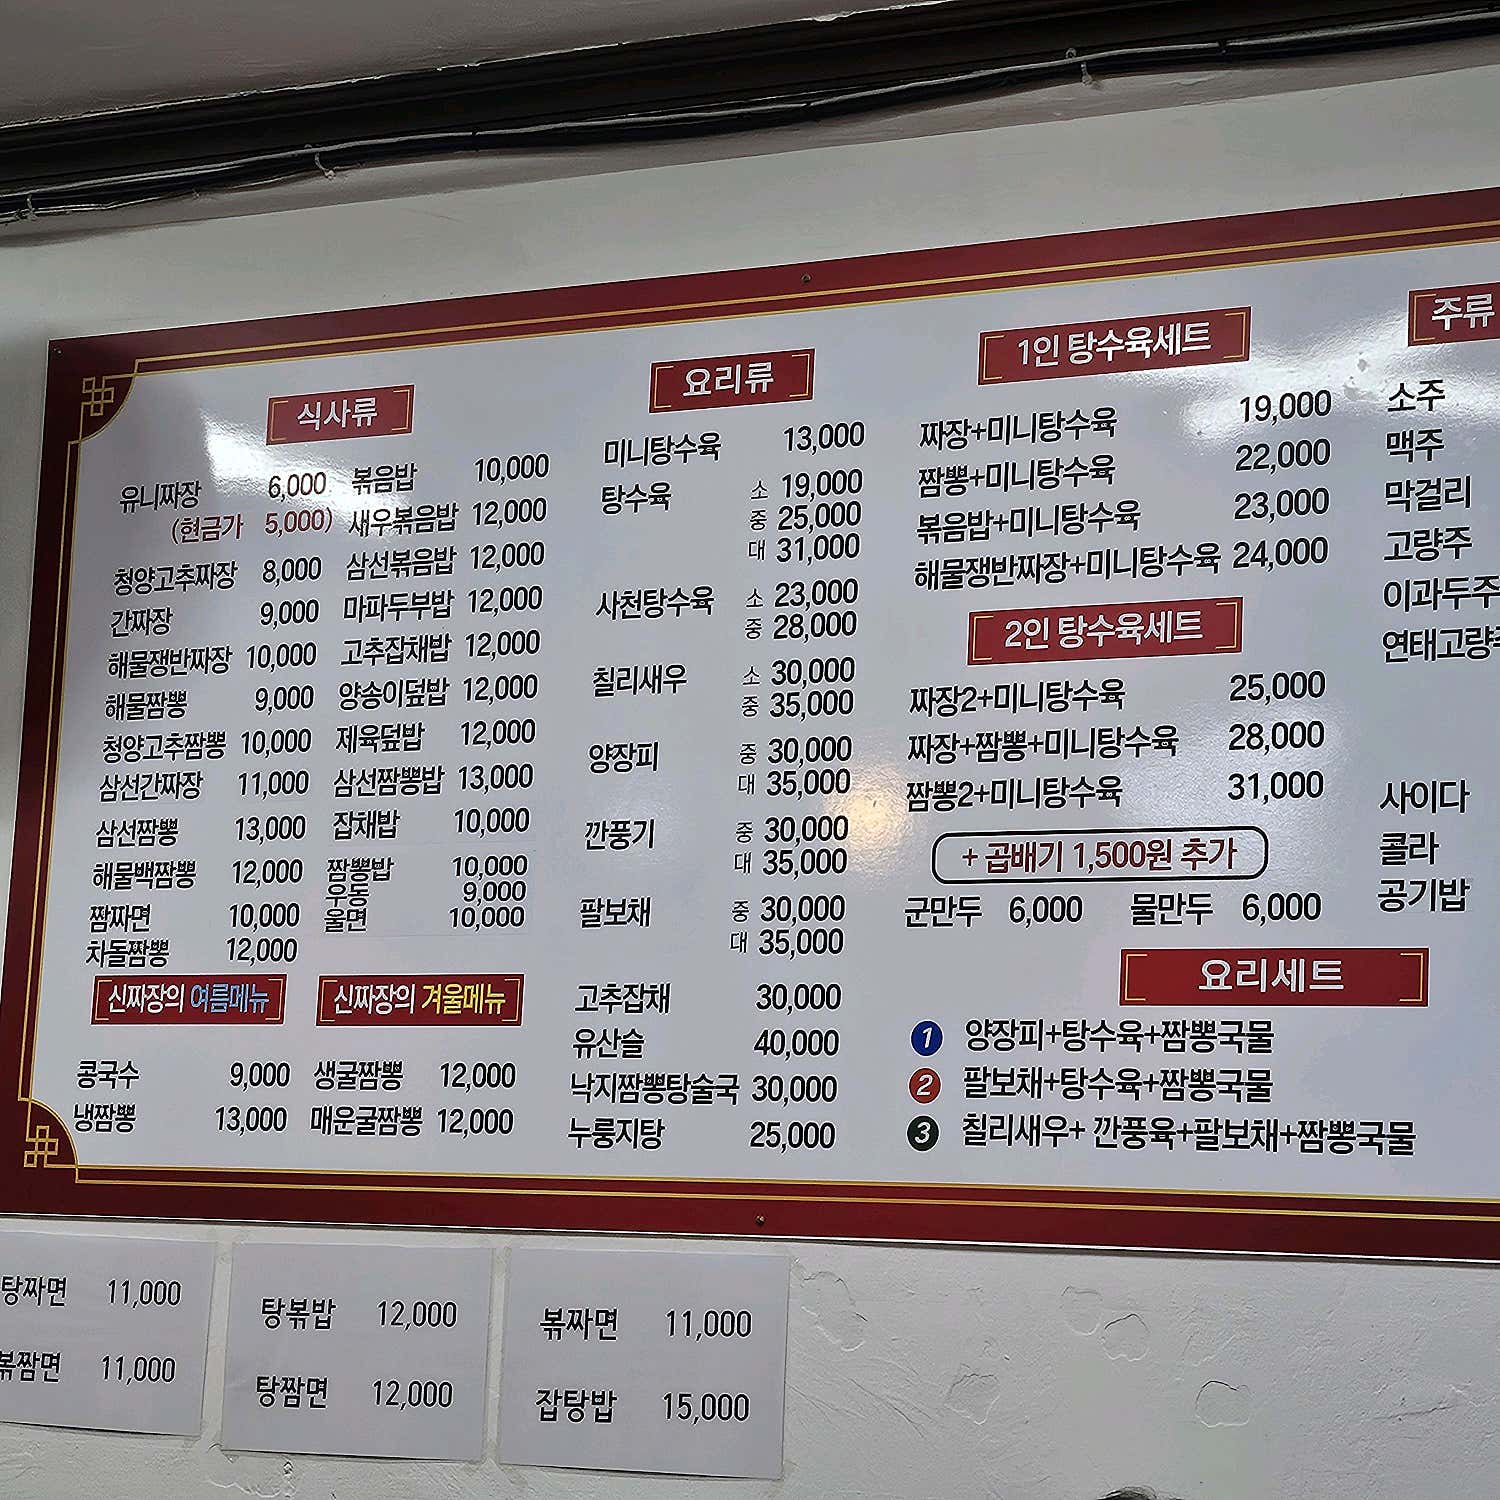 식사류
유니짜장 6,000
(현금가 5,000)
청양고추짜장 8,000
간짜장 9,000
해물쟁반짜장 10,000
해물짬뽕 9,000
청양고추짬뽕 10,000
삼선간짜장 11,000
삼선짬뽕 13,000
해물백짬뽕 12,000
짬짜면 10,000
차돌짬뽕 12,000
볶음밥 10,000
새우볶음밥 12,000
삼선볶음밥 12,000
마파두부밥 12,000
고추잡채밥 12,000
양송이덮밥 12,000
제육덮밥 12,000
삼선짬뽕밥 13,000
잡채밥 10,000
짬뽕밥 10,000
우동 9,000
울면 10,000
신짜장의 여름메뉴
콩국수 9,000
냉짬뽕 13,000
신짜장의 겨울메뉴
생굴짬뽕 12,000
매운굴짬뽕 12,000
요리류
미니탕수육 13,000
탕수육 소 19,000
중 25,000
대 31,000
사천탕수육 소 23,000
중 28,000
칠리새우 소 30,000
중 35,000
양장피 중 30,000
대 35,000
깐풍기 중 30,000
대 35,000
팔보채 중 30,000
대 35,000
고추잡채 30,000
유산슬 40,000
낙지짬뽕탕술국 30,000
누룽지탕 25,000
1인 탕수육세트
짜장+미니탕수육 19,000
짬뽕+미니탕수육 22,000
볶음밥+미니탕수육 23,000
해물쟁반짜장+미니탕수육 24,000
2인 탕수육세트
짜장2+미니탕수육 25,000
짜장+짬뽕+미니탕수육 28,000
짬뽕2+미니탕수육 31,000
+ 곱배기 1,500원 추가
군만두 6,000 물만두 6,000
요리세트
1 양장피+탕수육+짬뽕국물
2 팔보채+탕수육+짬뽕국물
3 칠리새우+ 깐풍육+팔보채+짬뽕국물
주류
소주
맥주
막걸리
고량주
이과두주
연태고량주
사이다
콜라
공기밥
탕짜면 11,000
볶짬면 11,000
탕볶밥 12,000
탕짬면 12,000
볶짜면 11,000
잡탕밥 15,000